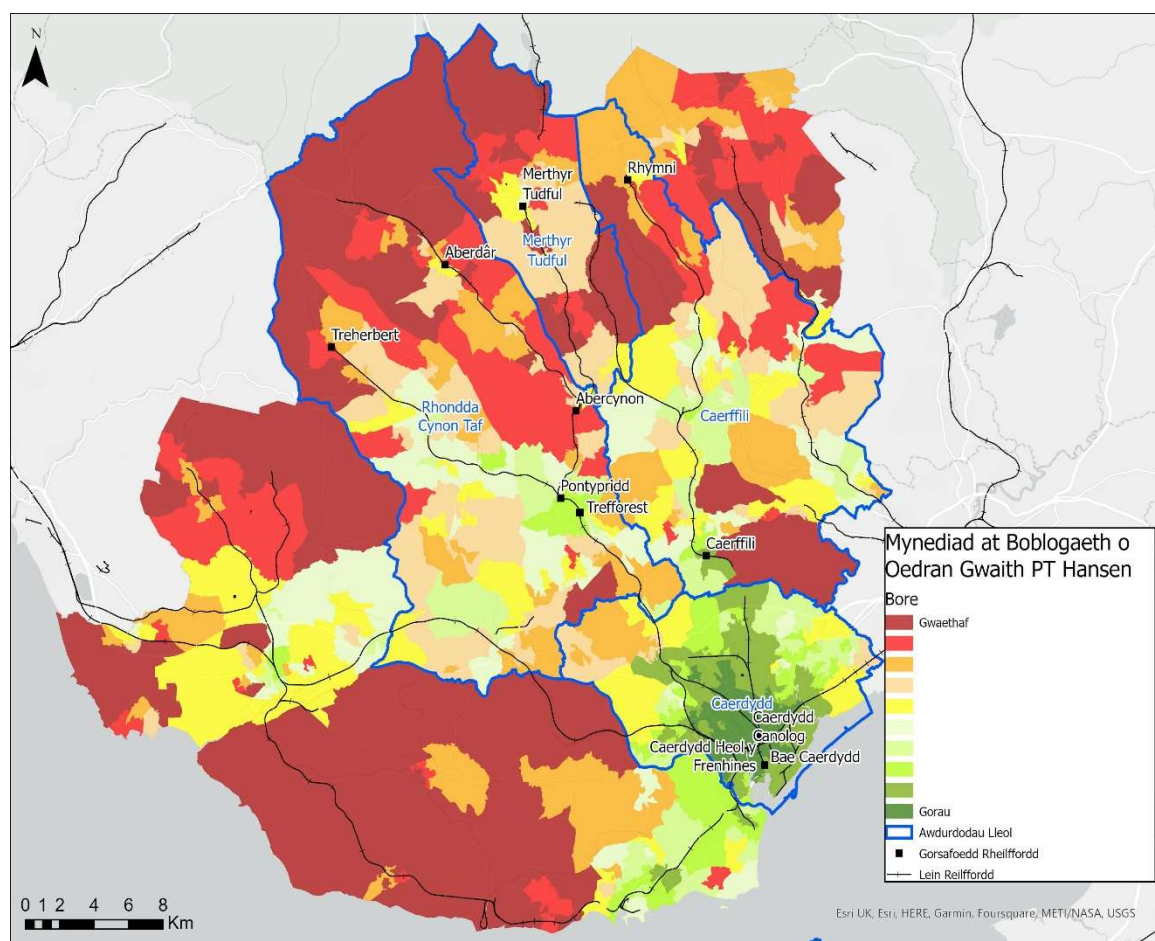 N
Rhymni
Merthyr
Tudful
Merthyr
Tudful
Aberdâr
Treherbert
Rhondda
Cynon Taf
Abercynon
Caerffili
Pontypridd
Trefforest
Caerffili
Caerdydd
Caerdydd
Canolog
Caerdydd Heol y
Frenhines
Bae Caerdydd
Mynediad at Boblogaeth o
Oedran Gwaith PT Hansen
Bore
Gwaethaf
Gorau
Awdurdodau Lleol
Gorsafoedd Rheilffordd
Lein Reilffordd
0 1 2 4 6 8
Km
Esri UK, Esri, HERE, Garmin, Foursquare, METI/NASA, USGS